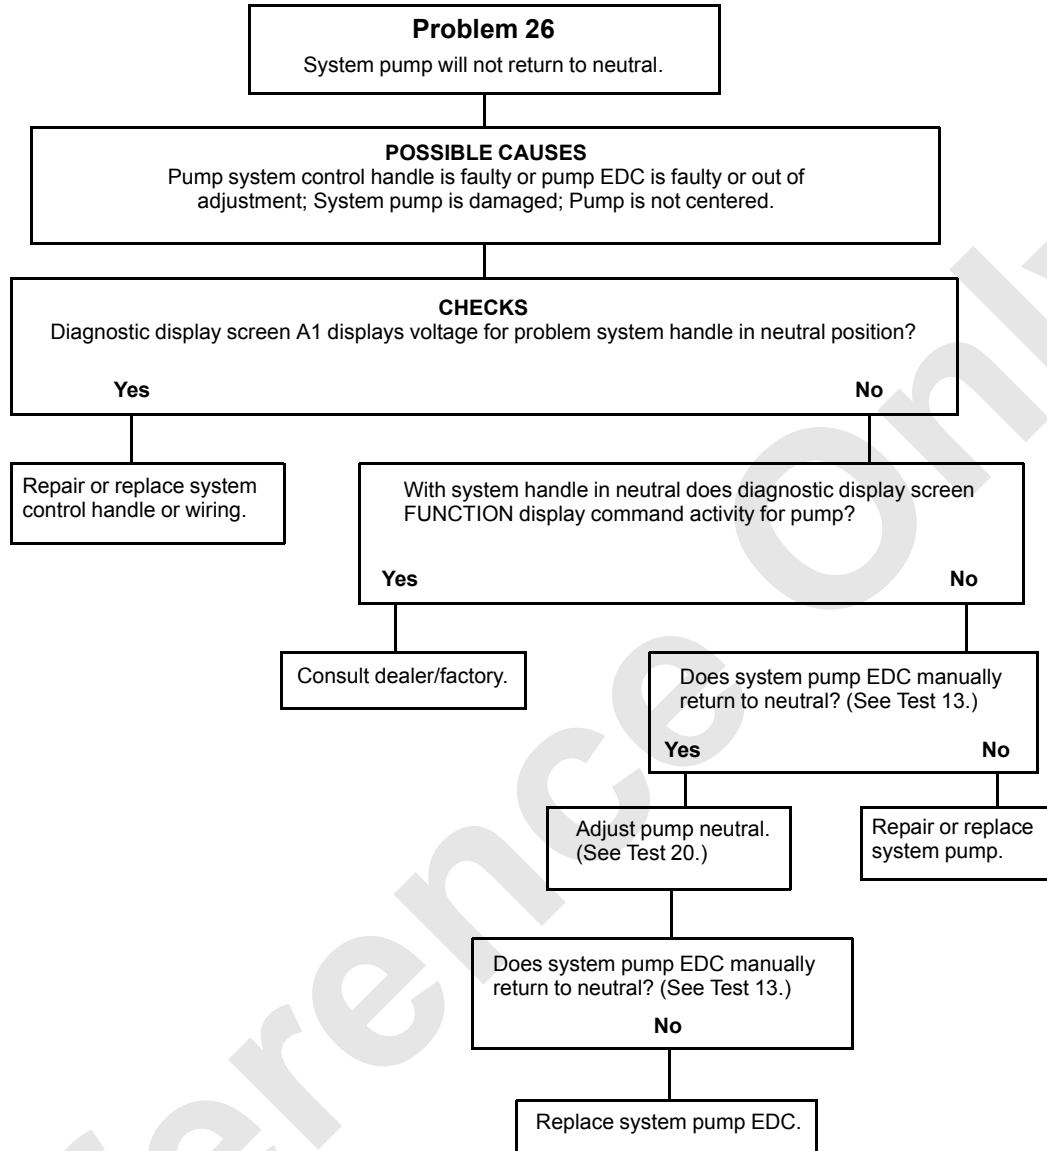 Problem 26
System pump will not return to neutral.
POSSIBLE CAUSES
Pump system control handle is faulty or pump EDC is faulty or out of
adjustment; System pump is damaged; Pump is not centered.
CHECKS
Diagnostic display screen A1 displays voltage for problem system handle in neutral position?
Yes
No
Repair or replace system
control handle or wiring.
With system handle in neutral does diagnostic display screen
FUNCTION display command activity for pump?
Yes
No
Consult dealer/factory.
Does system pump EDC manually
return to neutral? (See Test 13.)
Yes
No
Adjust pump neutral.
(See Test 20.)
Repair or replace
system pump.
Does system pump EDC manually
return to neutral? (See Test 13.)
No
Replace system pump EDC.